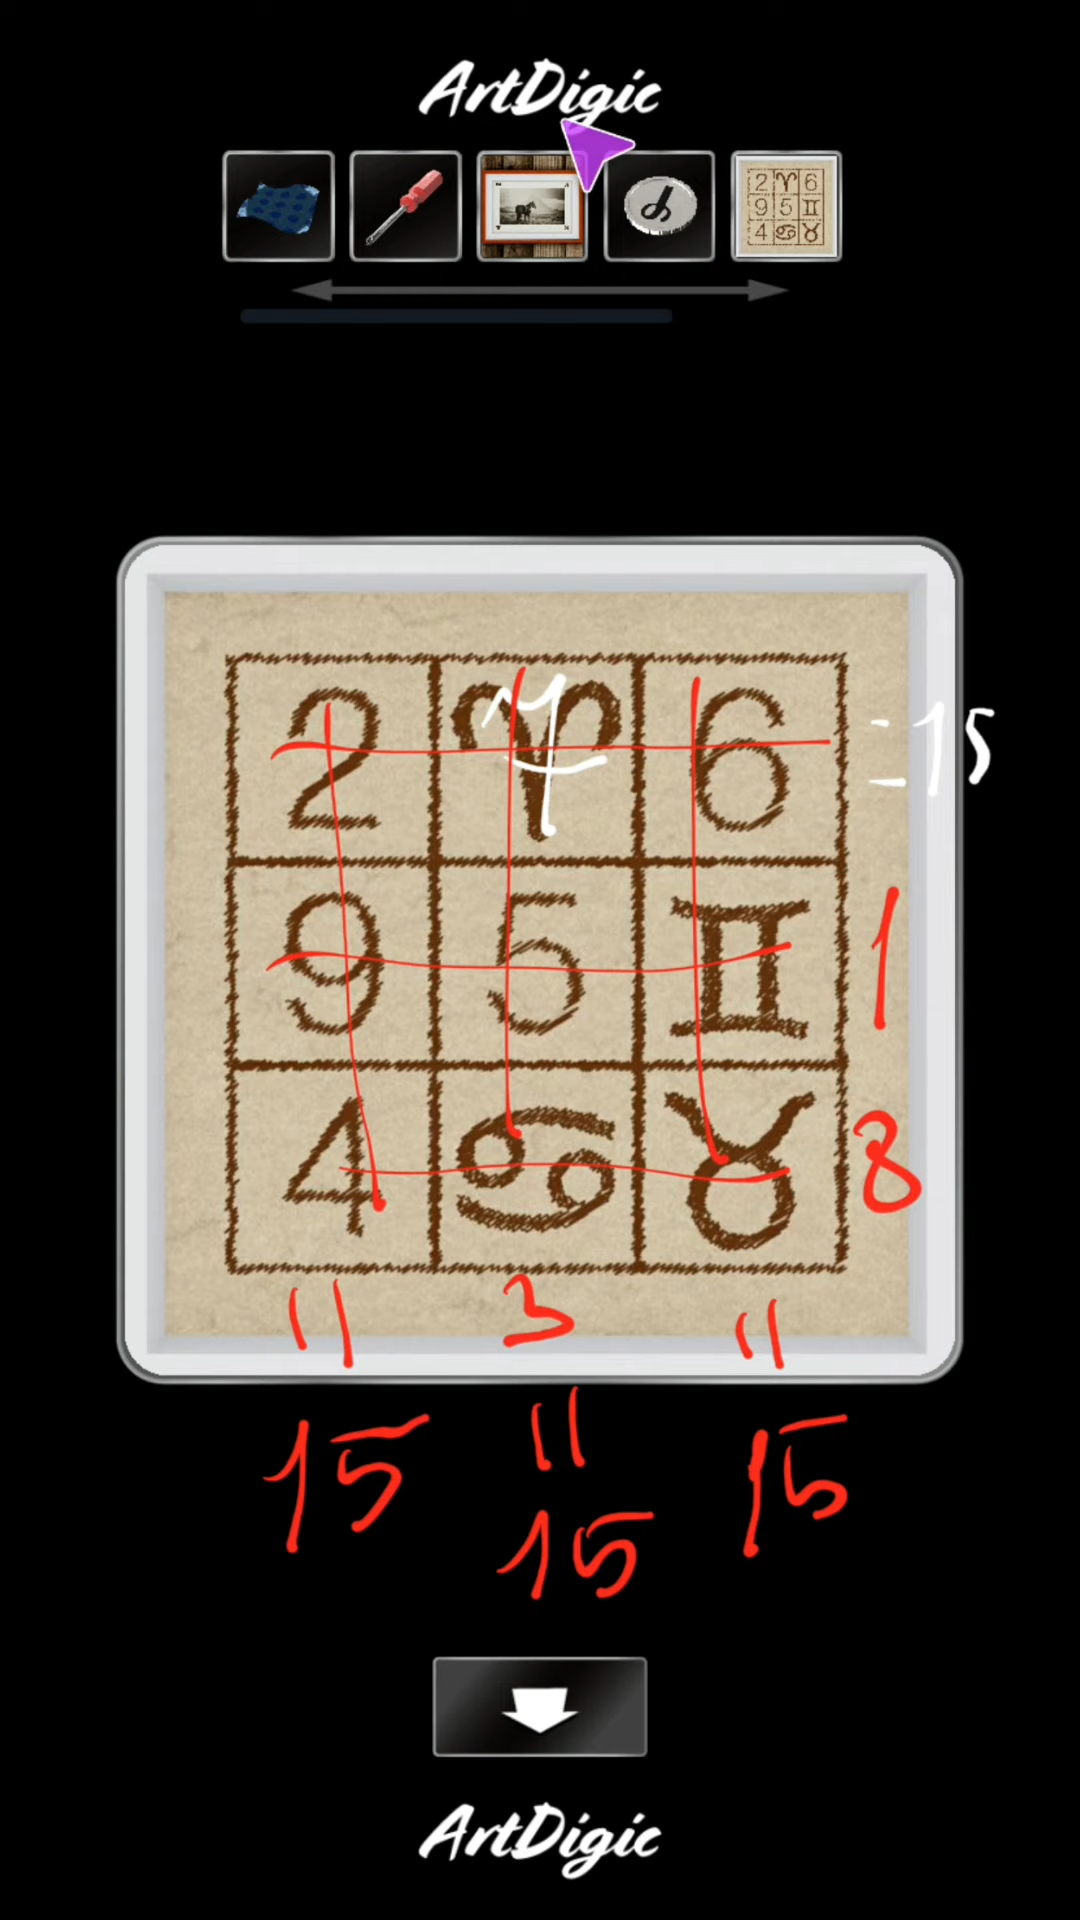 ArtDigic
2 ♈ 6
9 5 ♊
4 ♋ ♉
2 ♈ 7 6 =15
9 5 ♊ 1
4 ♋ ♉ 8
11 3 11
15 11 15
15
ArtDigic